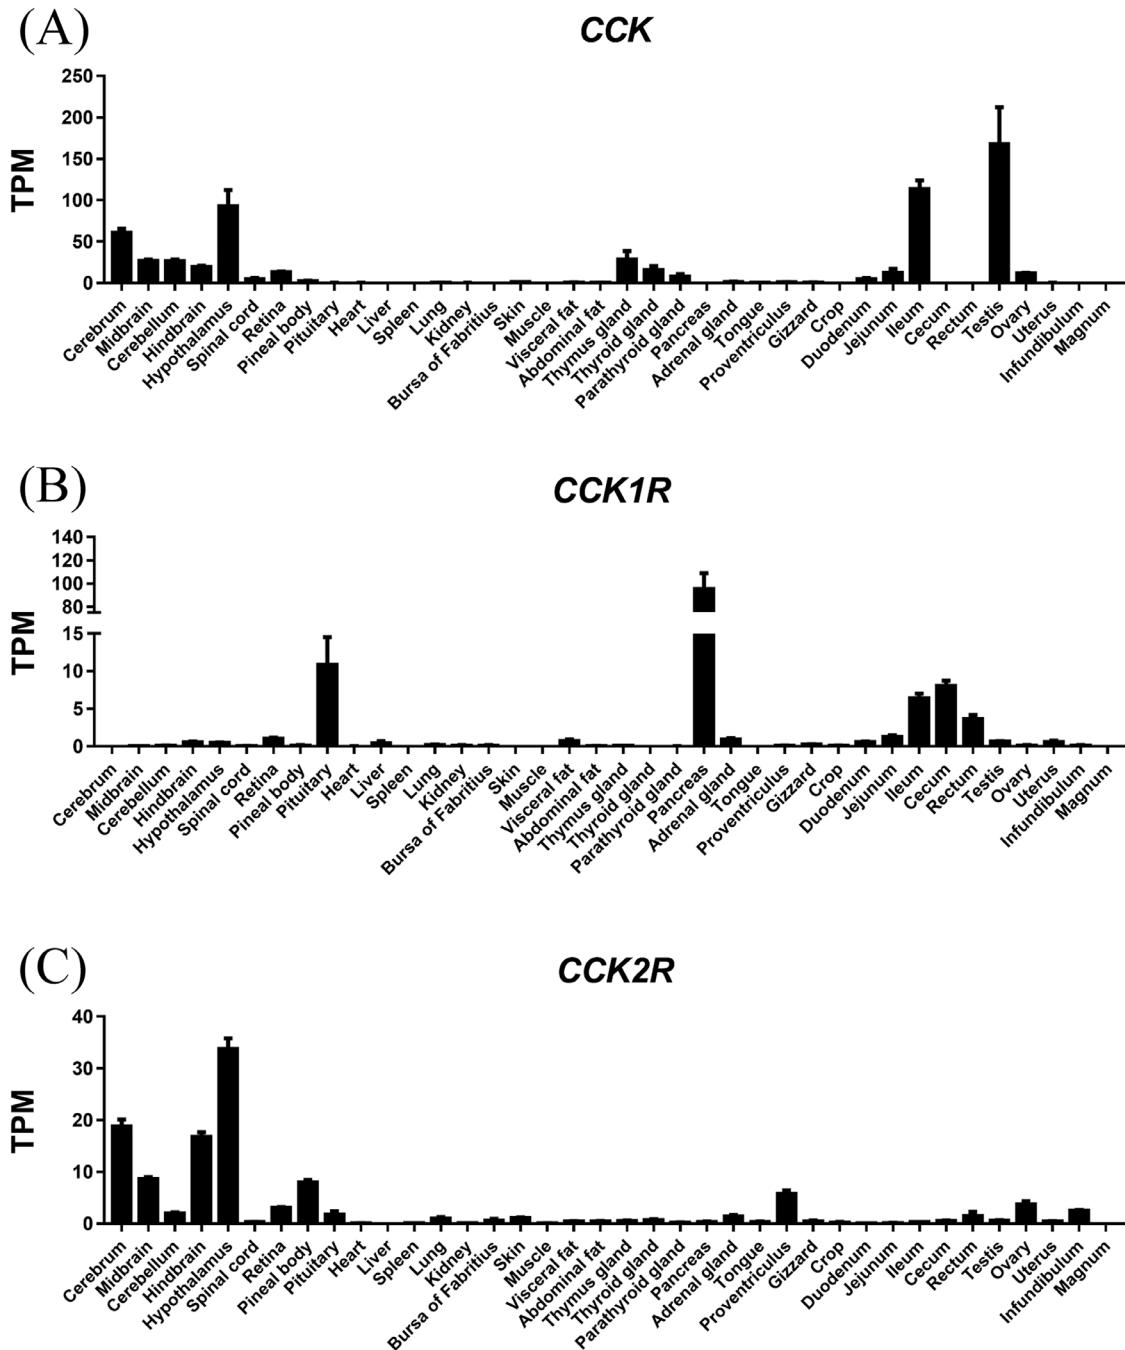 (A)
CCK
TPM
250
200
150
100
50
0
Cerebrum
Midbrain
Cerebellum
Hindbrain
Hypothalamus
Spinal cord
Retina
Pineal body
Pituitary
Heart
Liver
Spleen
Lung
Kidney
Bursa of Fabritius
Skin
Muscle
Visceral fat
Abdominal fat
Thymus gland
Thyroid gland
Parathyroid gland
Pancreas
Adrenal gland
Tongue
Proventriculus
Gizzard
Crop
Duodenum
Jejunum
Ileum
Cecum
Rectum
Testis
Ovary
Uterus
Infundibulum
Magnum
(B)
CCK1R
TPM
140
120
100
80
15
10
5
0
Cerebrum
Midbrain
Cerebellum
Hindbrain
Hypothalamus
Spinal cord
Retina
Pineal body
Pituitary
Heart
Liver
Spleen
Lung
Kidney
Bursa of Fabritius
Skin
Muscle
Visceral fat
Abdominal fat
Thymus gland
Thyroid gland
Parathyroid gland
Pancreas
Adrenal gland
Tongue
Proventriculus
Gizzard
Crop
Duodenum
Jejunum
Ileum
Cecum
Rectum
Testis
Ovary
Uterus
Infundibulum
Magnum
(C)
CCK2R
TPM
40
30
20
10
0
Cerebrum
Midbrain
Cerebellum
Hindbrain
Hypothalamus
Spinal cord
Retina
Pineal body
Pituitary
Heart
Liver
Spleen
Lung
Kidney
Bursa of Fabritius
Skin
Muscle
Visceral fat
Abdominal fat
Thymus gland
Thyroid gland
Parathyroid gland
Pancreas
Adrenal gland
Tongue
Proventriculus
Gizzard
Crop
Duodenum
Jejunum
Ileum
Cecum
Rectum
Testis
Ovary
Uterus
Infundibulum
Magnum